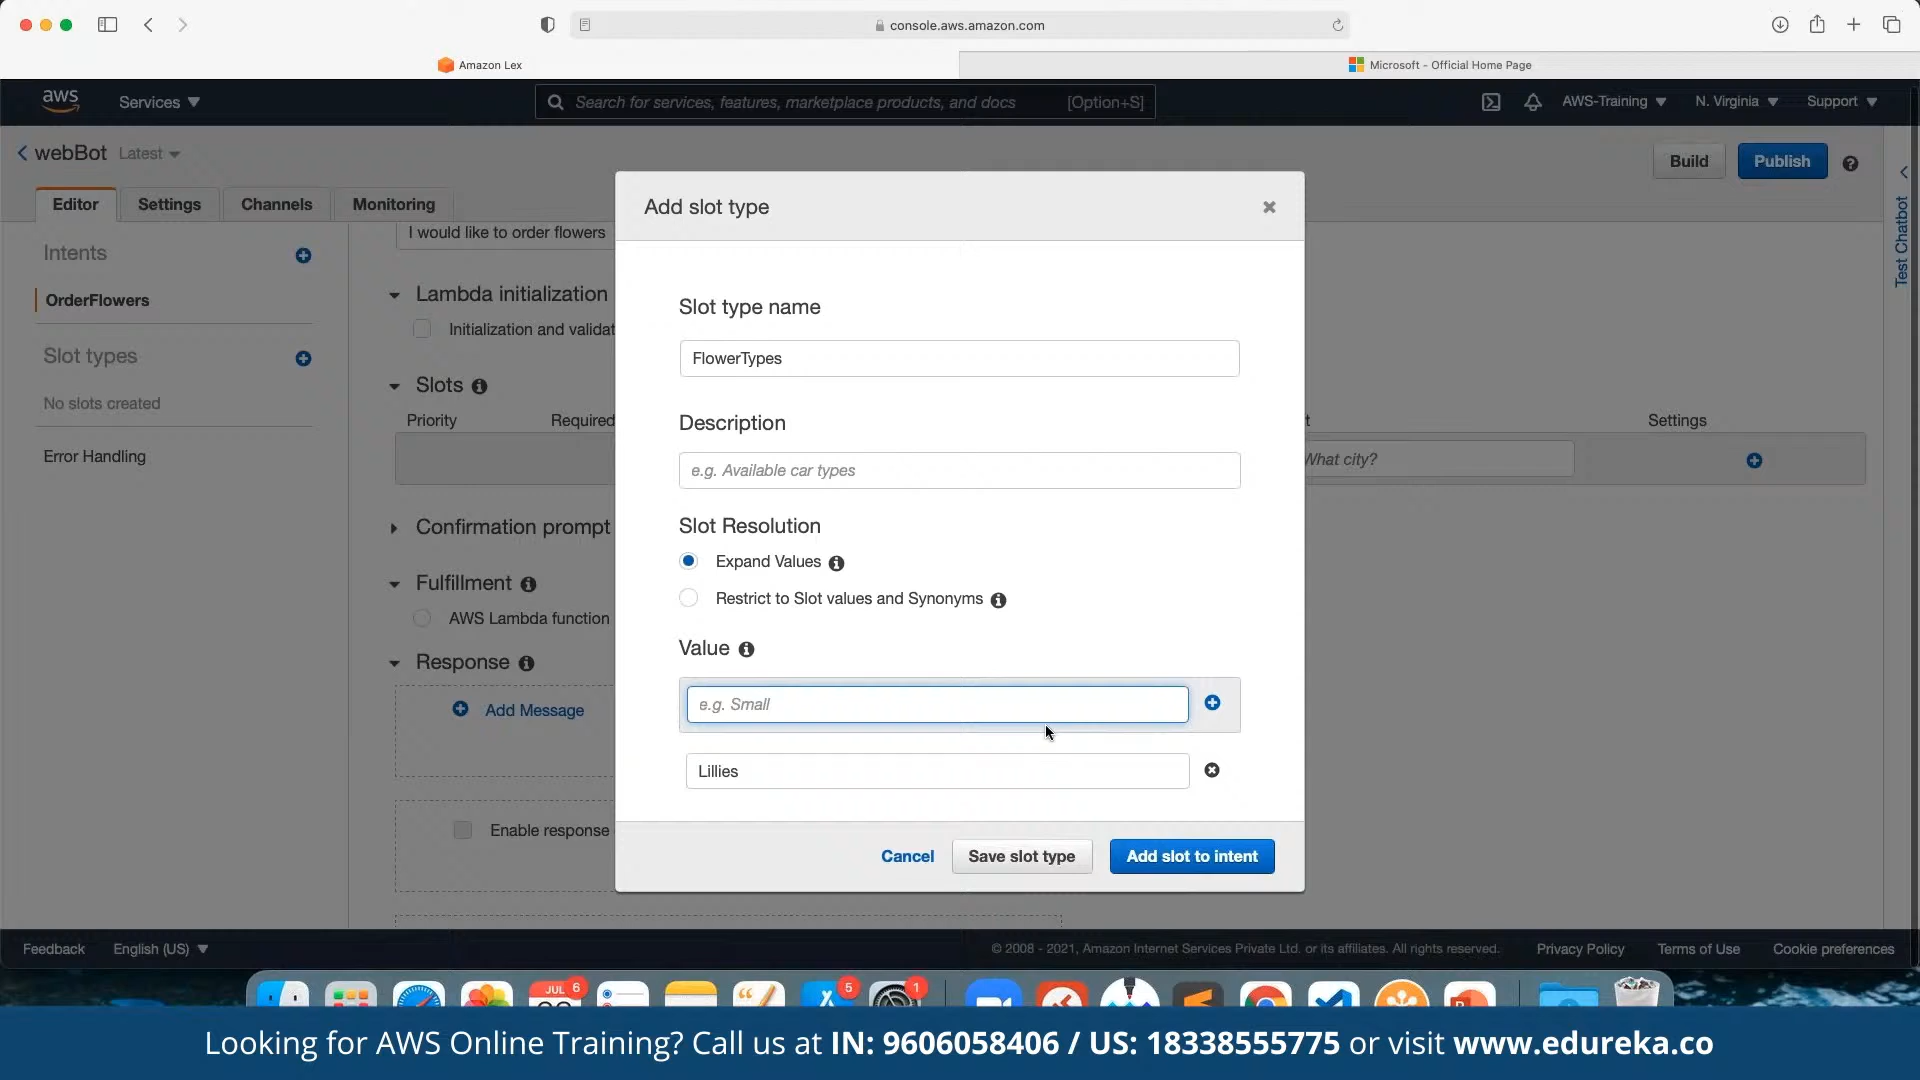 console.aws.amazon.com
Amazon Lex
Microsoft - Official Home Page
aws
Services
Search for services, features, marketplace products, and docs
[Option+S]
AWS-Training
N. Virginia
Support
webBot
Latest
Build
Publish
Editor
Settings
Channels
Monitoring
Test Chatbot
Intents
OrderFlowers
Slot types
No slots created
Error Handling
I would like to order flowers
Lambda initialization
Initialization and validat
Slots
Priority
Required
t
Settings
What city?
Confirmation prompt
Fulfillment
AWS Lambda function
Response
Add Message
Enable response
Add slot type
Slot type name
FlowerTypes
Description
e.g. Available car types
Slot Resolution
Expand Values
Restrict to Slot values and Synonyms
Value
e.g. Small
Lillies
Cancel
Save slot type
Add slot to intent
Feedback
English (US)
© 2008 - 2021, Amazon Internet Services Private Ltd. or its affiliates. All rights reserved.
Privacy Policy
Terms of Use
Cookie preferences
JUL
6
5
1
Looking for AWS Online Training? Call us at IN: 9606058406 / US: 18338555775 or visit www.edureka.co